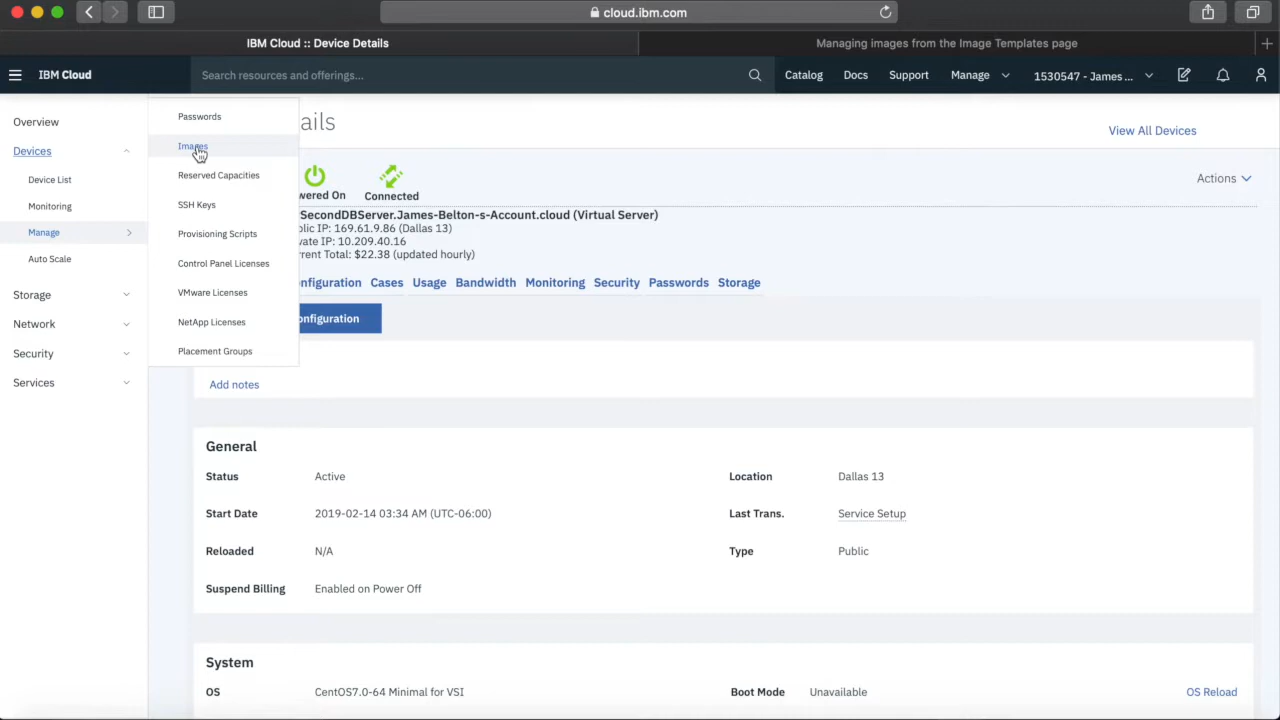 cloud.ibm.com
IBM Cloud :: Device Details
Managing images from the Image Templates page
IBM Cloud
Search resources and offerings...
Catalog
Docs
Support
Manage
1530547 - James ...
Overview
Devices
Device List
Monitoring
Manage
Auto Scale
Storage
Network
Security
Services
Passwords
Images
Reserved Capacities
SSH Keys
Provisioning Scripts
Control Panel Licenses
VMware Licenses
NetApp Licenses
Placement Groups
ails
View All Devices
wered On
Connected
Actions
SecondDBServer.James-Belton-s-Account.cloud (Virtual Server)
lic IP: 169.61.9.86 (Dallas 13)
vate IP: 10.209.40.16
rent Total: $22.38 (updated hourly)
nfiguration Cases Usage Bandwidth Monitoring Security Passwords Storage
onfiguration
Add notes
General
Status Active
Location Dallas 13
Start Date 2019-02-14 03:34 AM (UTC-06:00)
Last Trans. Service Setup
Reloaded N/A
Type Public
Suspend Billing Enabled on Power Off
System
OS CentOS7.0-64 Minimal for VSI
Boot Mode Unavailable
OS Reload